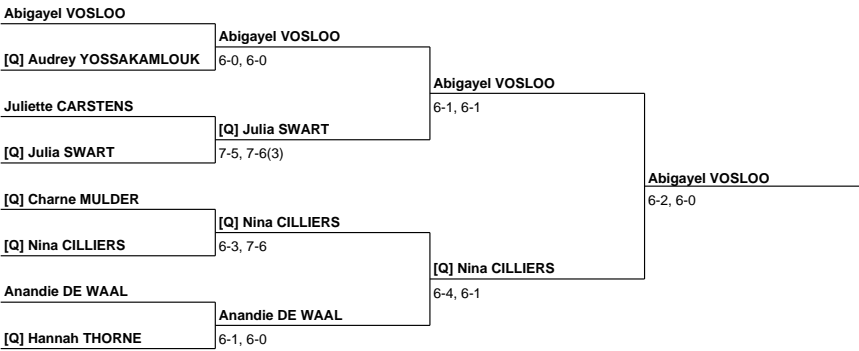 Abigayel VOSLOO
[Q] Audrey YOSSAKAMLOUK
Juliette CARSTENS
[Q] Julia SWART
[Q] Charne MULDER
[Q] Nina CILLIERS
Anandie DE WAAL
[Q] Hannah THORNE
Abigayel VOSLOO
6-0, 6-0
[Q] Julia SWART
7-5, 7-6(3)
[Q] Nina CILLIERS
6-3, 7-6
Anandie DE WAAL
6-1, 6-0
Abigayel VOSLOO
6-1, 6-1
[Q] Nina CILLIERS
6-4, 6-1
Abigayel VOSLOO
6-2, 6-0